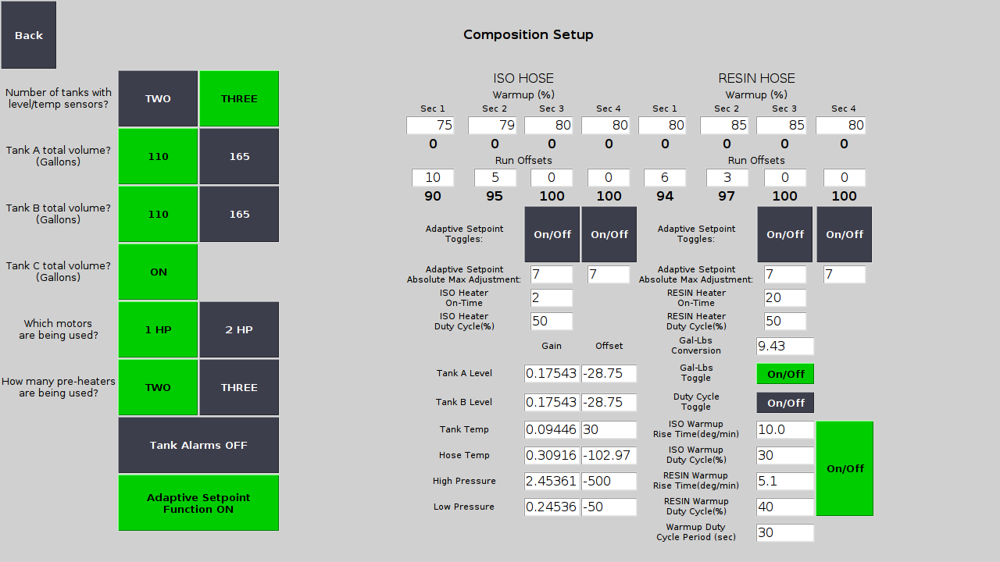 Back
Composition Setup
Number of tanks with
level/temp sensors?
TWO
THREE
Tank A total volume?
(Gallons)
110
165
Tank B total volume?
(Gallons)
110
165
Tank C total volume?
(Gallons)
ON
Which motors
are being used?
1 HP
2 HP
How many pre-heaters
are being used?
TWO
THREE
Tank Alarms OFF
Adaptive Setpoint
Function ON
ISO HOSE
Warmup (%)
Sec 1 Sec 2 Sec 3 Sec 4
75 79 80 80
0 0 0 0
Run Offsets
10 5 0 0
90 95 100 100
Adaptive Setpoint
Toggles:
On/Off On/Off
Adaptive Setpoint
Absolute Max Adjustment:
7 7
ISO Heater
On-Time
2
ISO Heater
Duty Cycle(%)
50
Gain Offset
Tank A Level 0.17543 -28.75
Tank B Level 0.17543 -28.75
Tank Temp 0.09446 30
Hose Temp 0.30916 -102.97
High Pressure 2.45361 -500
Low Pressure 0.24536 -50
RESIN HOSE
Warmup (%)
Sec 1 Sec 2 Sec 3 Sec 4
80 85 85 80
0 0 0 0
Run Offsets
6 3 0 0
94 97 100 100
Adaptive Setpoint
Toggles:
On/Off On/Off
Adaptive Setpoint
Absolute Max Adjustment:
7 7
RESIN Heater
On-Time
20
RESIN Heater
Duty Cycle(%)
50
Gal-Lbs
Conversion
9.43
Gal-Lbs
Toggle
On/Off
Duty Cycle
Toggle
On/Off
ISO Warmup
Rise Time(deg/min)
10.0
ISO Warmup
Duty Cycle(%)
30
RESIN Warmup
Rise Time(deg/min)
5.1
RESIN Warmup
Duty Cycle(%)
40
On/Off
Warmup Duty
Cycle Period (sec)
30